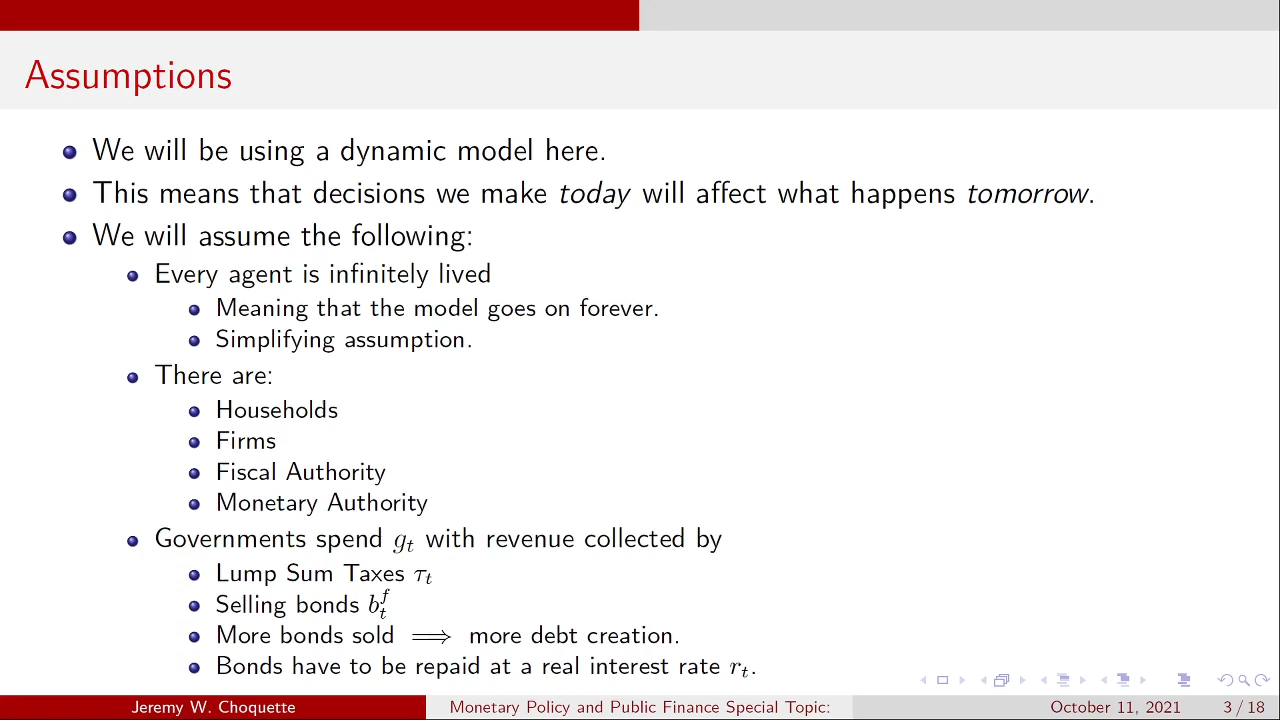 Assumptions
We will be using a dynamic model here.
This means that decisions we make today will affect what happens tomorrow.
We will assume the following:
Every agent is infinitely lived
Meaning that the model goes on forever.
Simplifying assumption.
There are:
Households
Firms
Fiscal Authority
Monetary Authority
Governments spend $g_t$ with revenue collected by
Lump Sum Taxes $\tau_t$
Selling bonds $b_t^f$
More bonds sold ⟹ more debt creation.
Bonds have to be repaid at a real interest rate $r_t$.
Jeremy W. Choquette Monetary Policy and Public Finance Special Topic: October 11, 2021 3 / 18